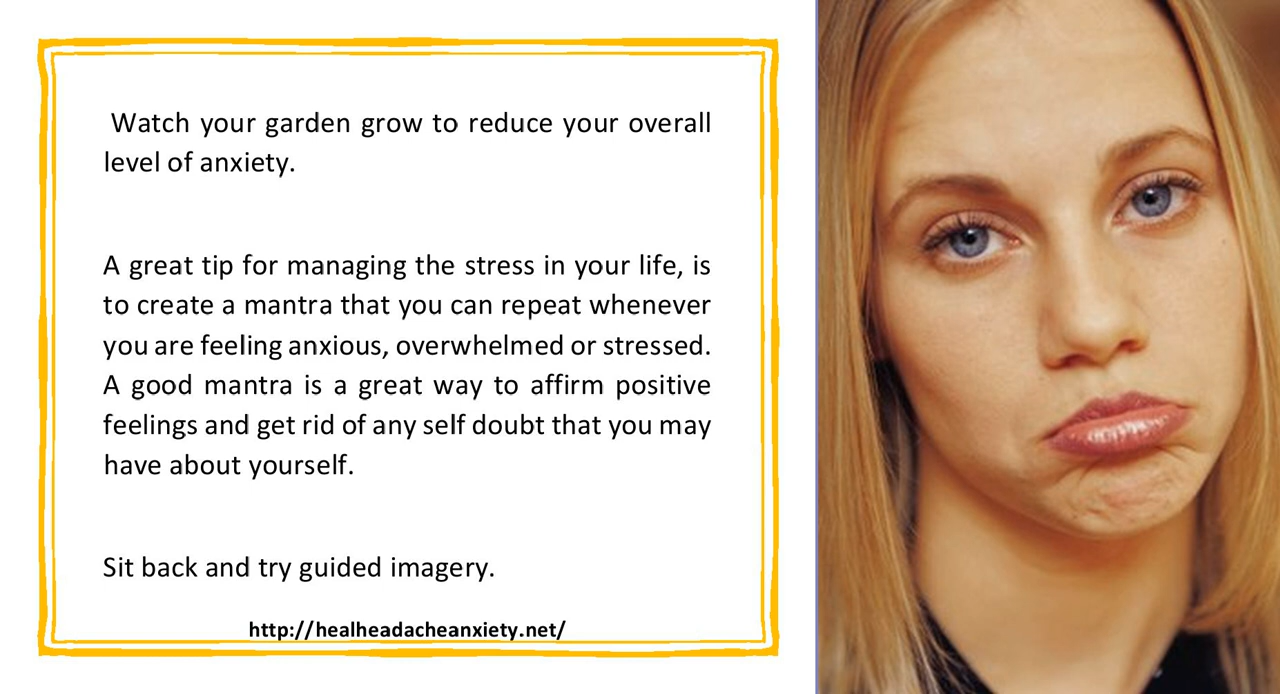 Watch your garden grow to reduce your overall
level of anxiety.
A great tip for managing the stress in your life, is
to create a mantra that you can repeat whenever
you are feeling anxious, overwhelmed or stressed.
A good mantra is a great way to affirm positive
feelings and get rid of any self doubt that you may
have about yourself.
Sit back and try guided imagery.
http://healheadacheanxiety.net/